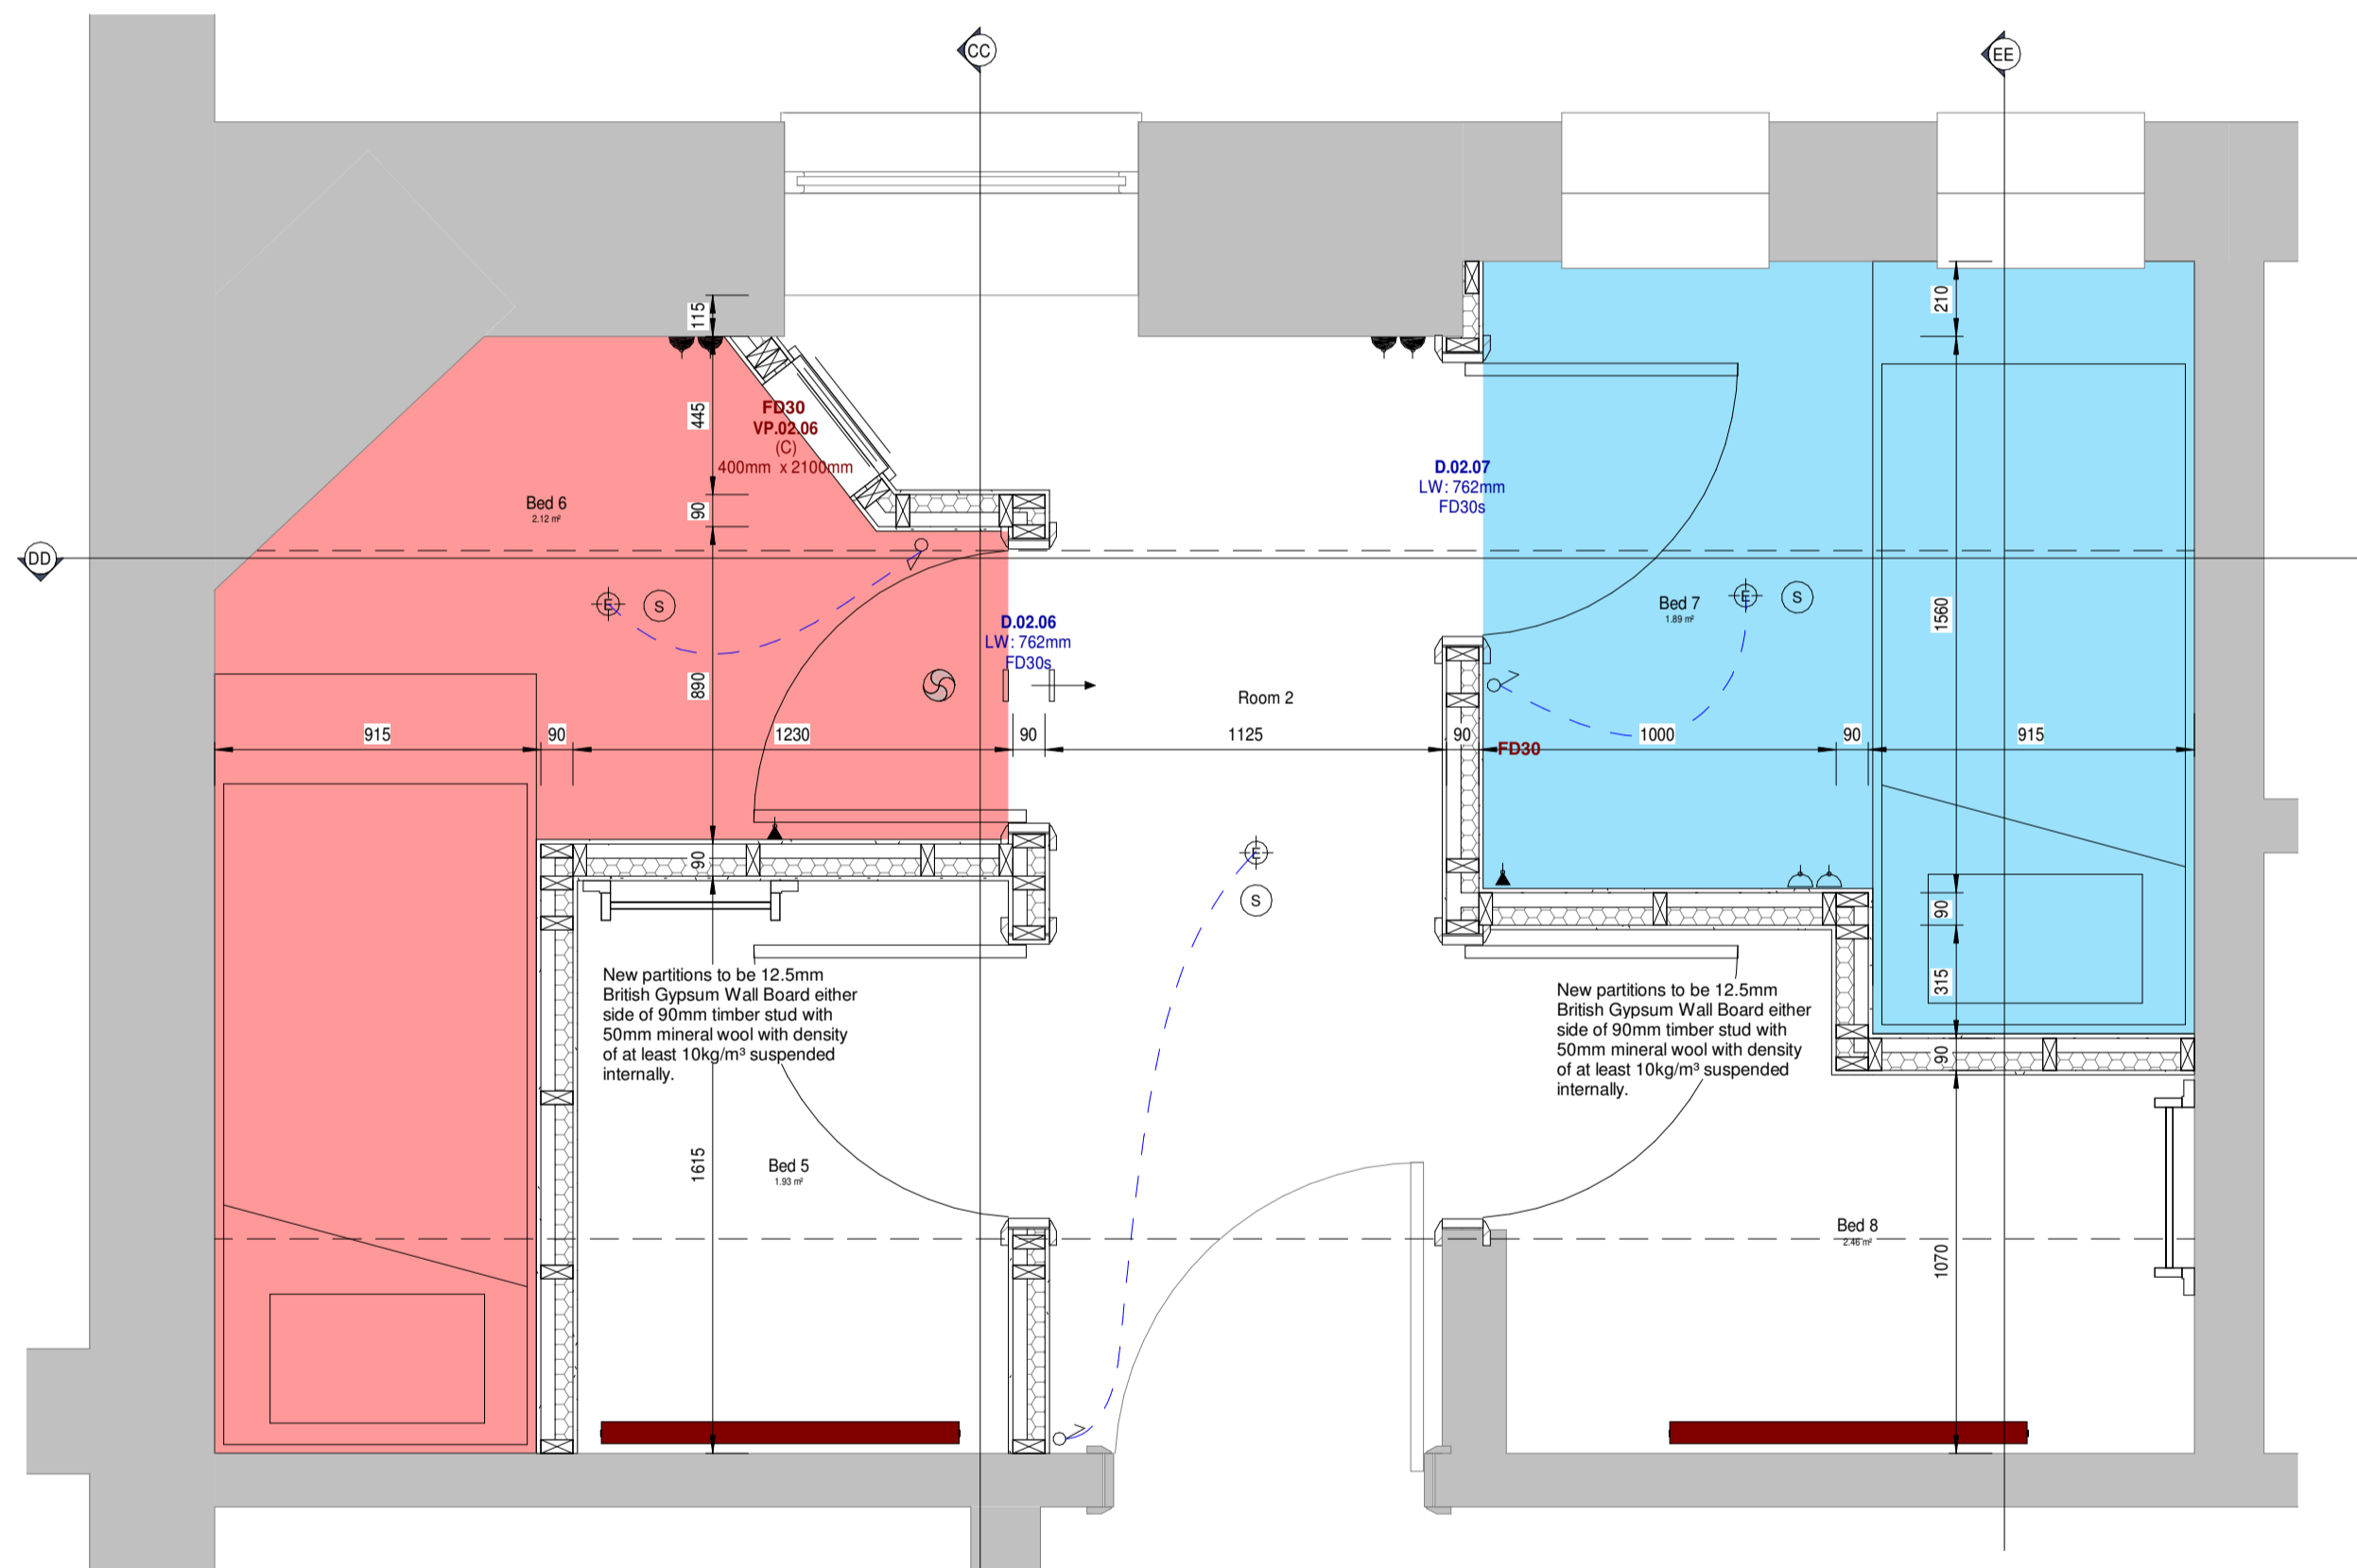 CC
EE
115
210
445
FD30
VP.02.06
(C)
400mm x 2100mm
D.02.07
LW: 762mm
FD30s
Bed 6
2.12 m²
90
DD
E
S
D.02.06
LW: 762mm
FD30s
Bed 7
1.89 m²
E
S
1560
890
Room 2
915
90
1230
90
1125
90
FD30
1000
90
915
90
E
S
90
315
New partitions to be 12.5mm
British Gypsum Wall Board either
side of 90mm timber stud with
50mm mineral wool with density
of at least 10kg/m³ suspended
internally.
New partitions to be 12.5mm
British Gypsum Wall Board either
side of 90mm timber stud with
50mm mineral wool with density
of at least 10kg/m³ suspended
internally.
90
1615
Bed 5
1.93 m²
Bed 8
2.46 m²
1070